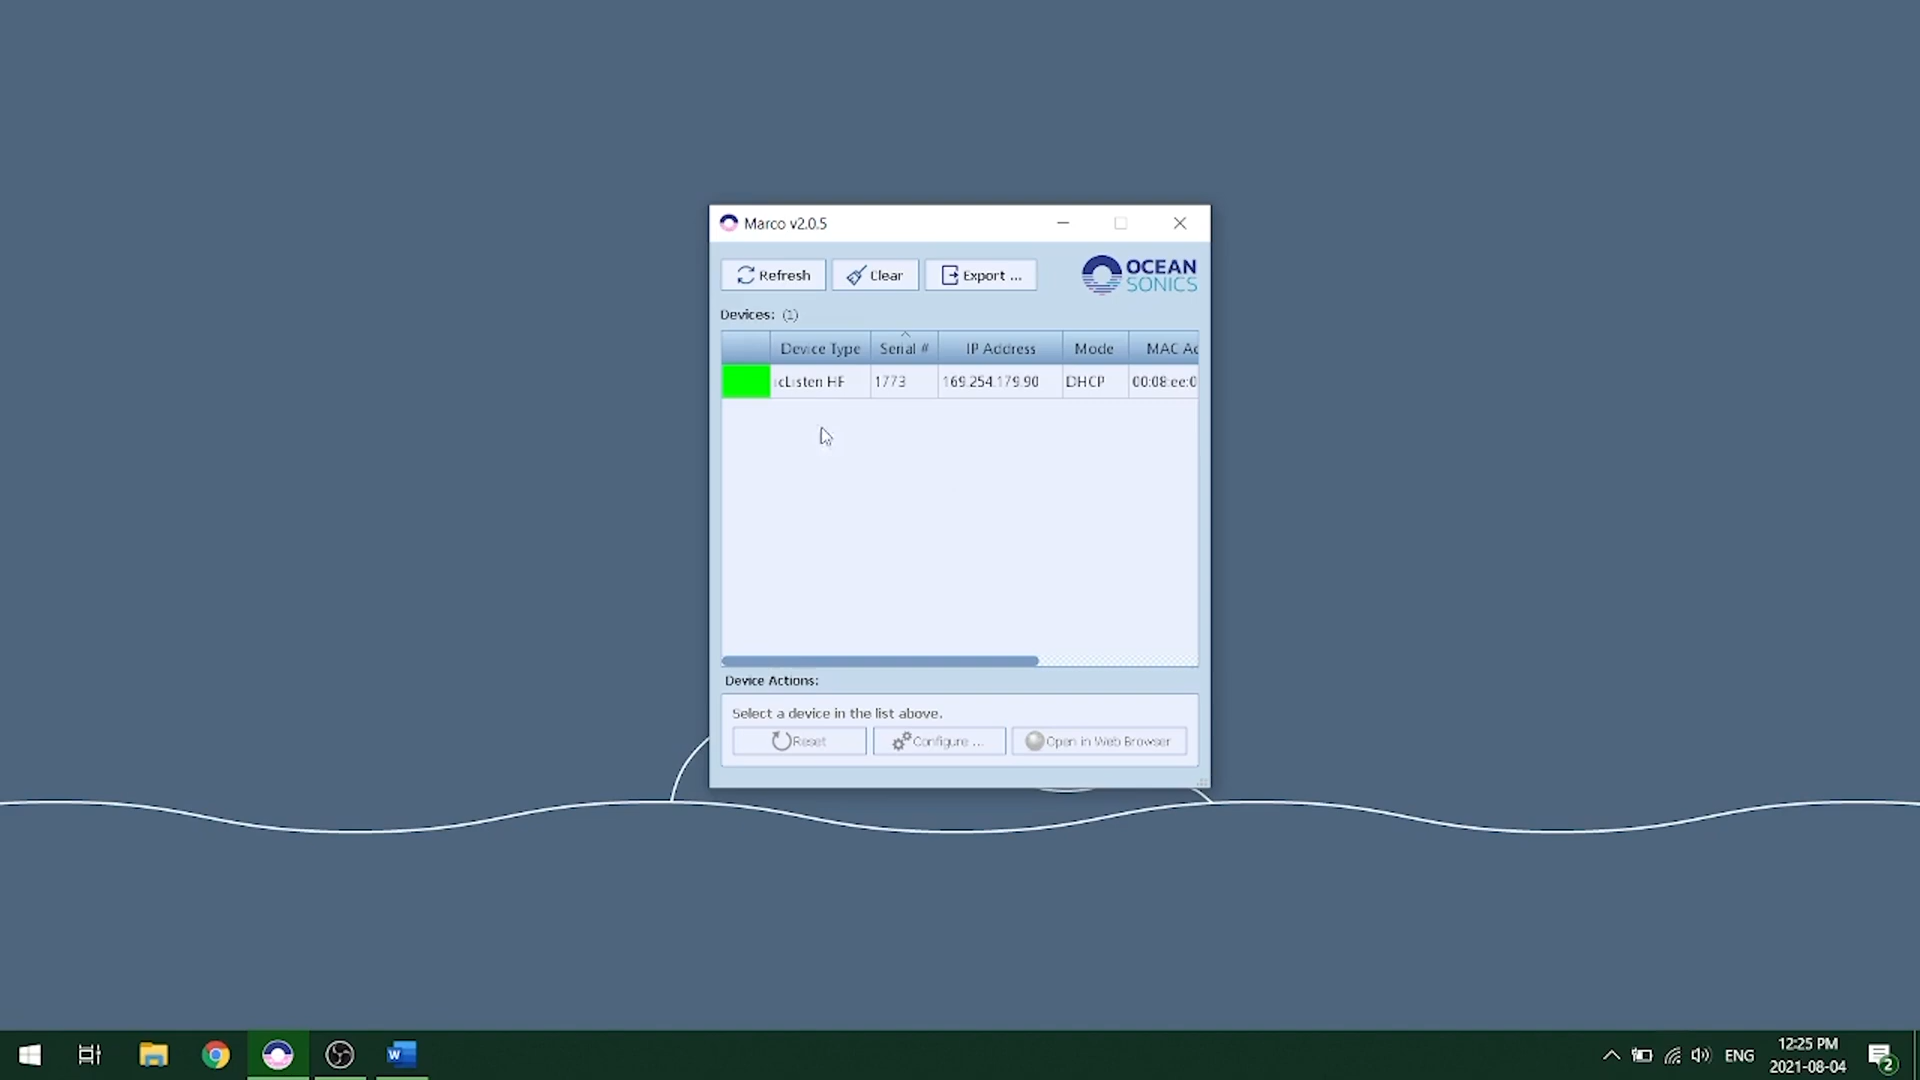 Marco v2.0.5
Refresh Clear Export ... OCEAN SONICS
Devices: (1)
Device Type Serial # IP Address Mode MAC Ac
icListen HF 1773 169.254.179.90 DHCP 00:08:ee:0
Device Actions:
Select a device in the list above.
Reset Configure ... Open in Web Browser
W ENG 12:25 PM
2021-08-04 2